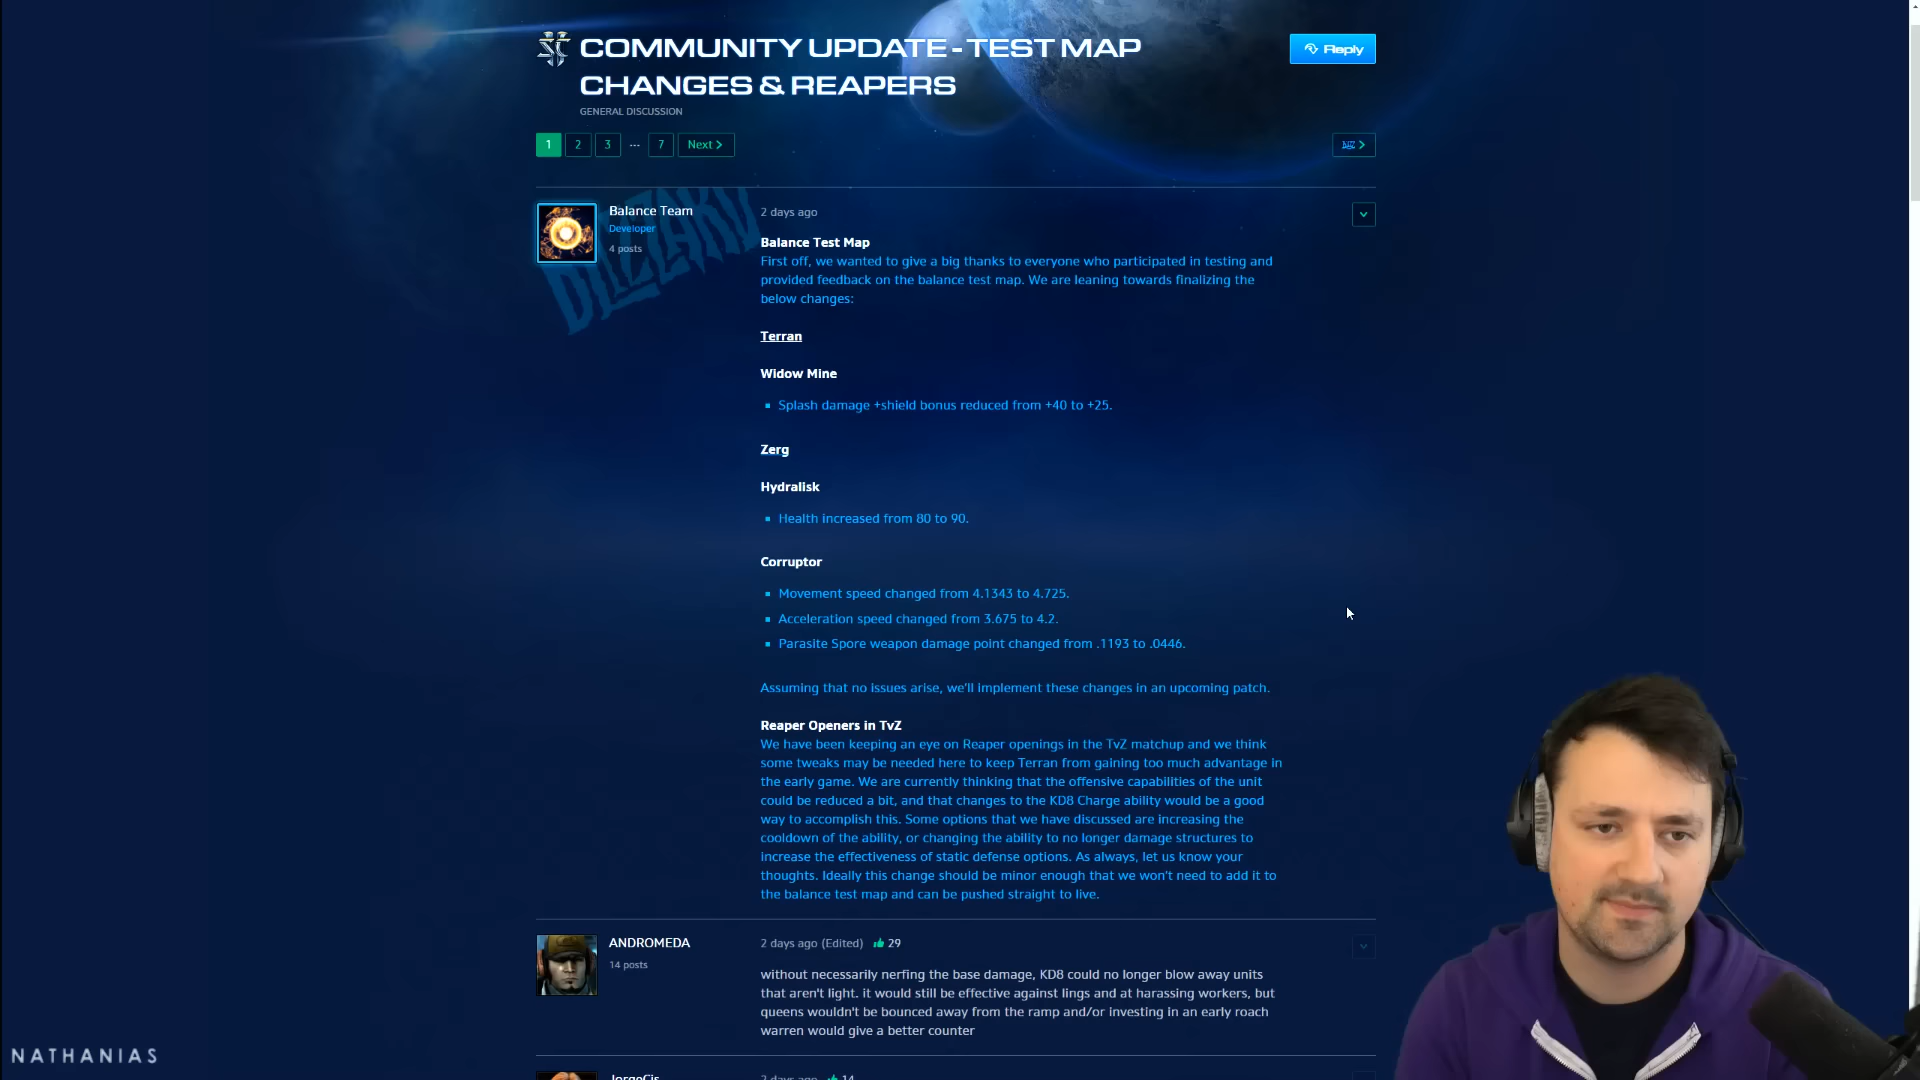 COMMUNITY UPDATE - TEST MAP
CHANGES & REAPERS
Reply
GENERAL DISCUSSION
1 2 3 ... 7 Next >
BLIZZARD
Balance Team
Developer
4 posts
2 days ago
Balance Test Map
First off, we wanted to give a big thanks to everyone who participated in testing and
provided feedback on the balance test map. We are leaning towards finalizing the
below changes:
Terran
Widow Mine
Splash damage +shield bonus reduced from +40 to +25.
Zerg
Hydralisk
Health increased from 80 to 90.
Corruptor
Movement speed changed from 4.1343 to 4.725.
Acceleration speed changed from 3.675 to 4.2.
Parasite Spore weapon damage point changed from .1193 to .0446.
Assuming that no issues arise, we'll implement these changes in an upcoming patch.
Reaper Openers in TvZ
We have been keeping an eye on Reaper openings in the TvZ matchup and we think
some tweaks may be needed here to keep Terran from gaining too much advantage in
the early game. We are currently thinking that the offensive capabilities of the unit
could be reduced a bit, and that changes to the KD8 Charge ability would be a good
way to accomplish this. Some options that we have discussed are increasing the
cooldown of the ability, or changing the ability to no longer damage structures to
increase the effectiveness of static defense options. As always, let us know your
thoughts. Ideally this change should be minor enough that we won't need to add it to
the balance test map and can be pushed straight to live.
ANDROMEDA
14 posts
2 days ago (Edited) 29
without necessarily nerfing the base damage, KD8 could no longer blow away units
that aren't light. it would still be effective against lings and at harassing workers, but
queens wouldn't be bounced away from the ramp and/or investing in an early roach
warren would give a better counter
JorgeCis
2 days ago 14
NATHANIAS